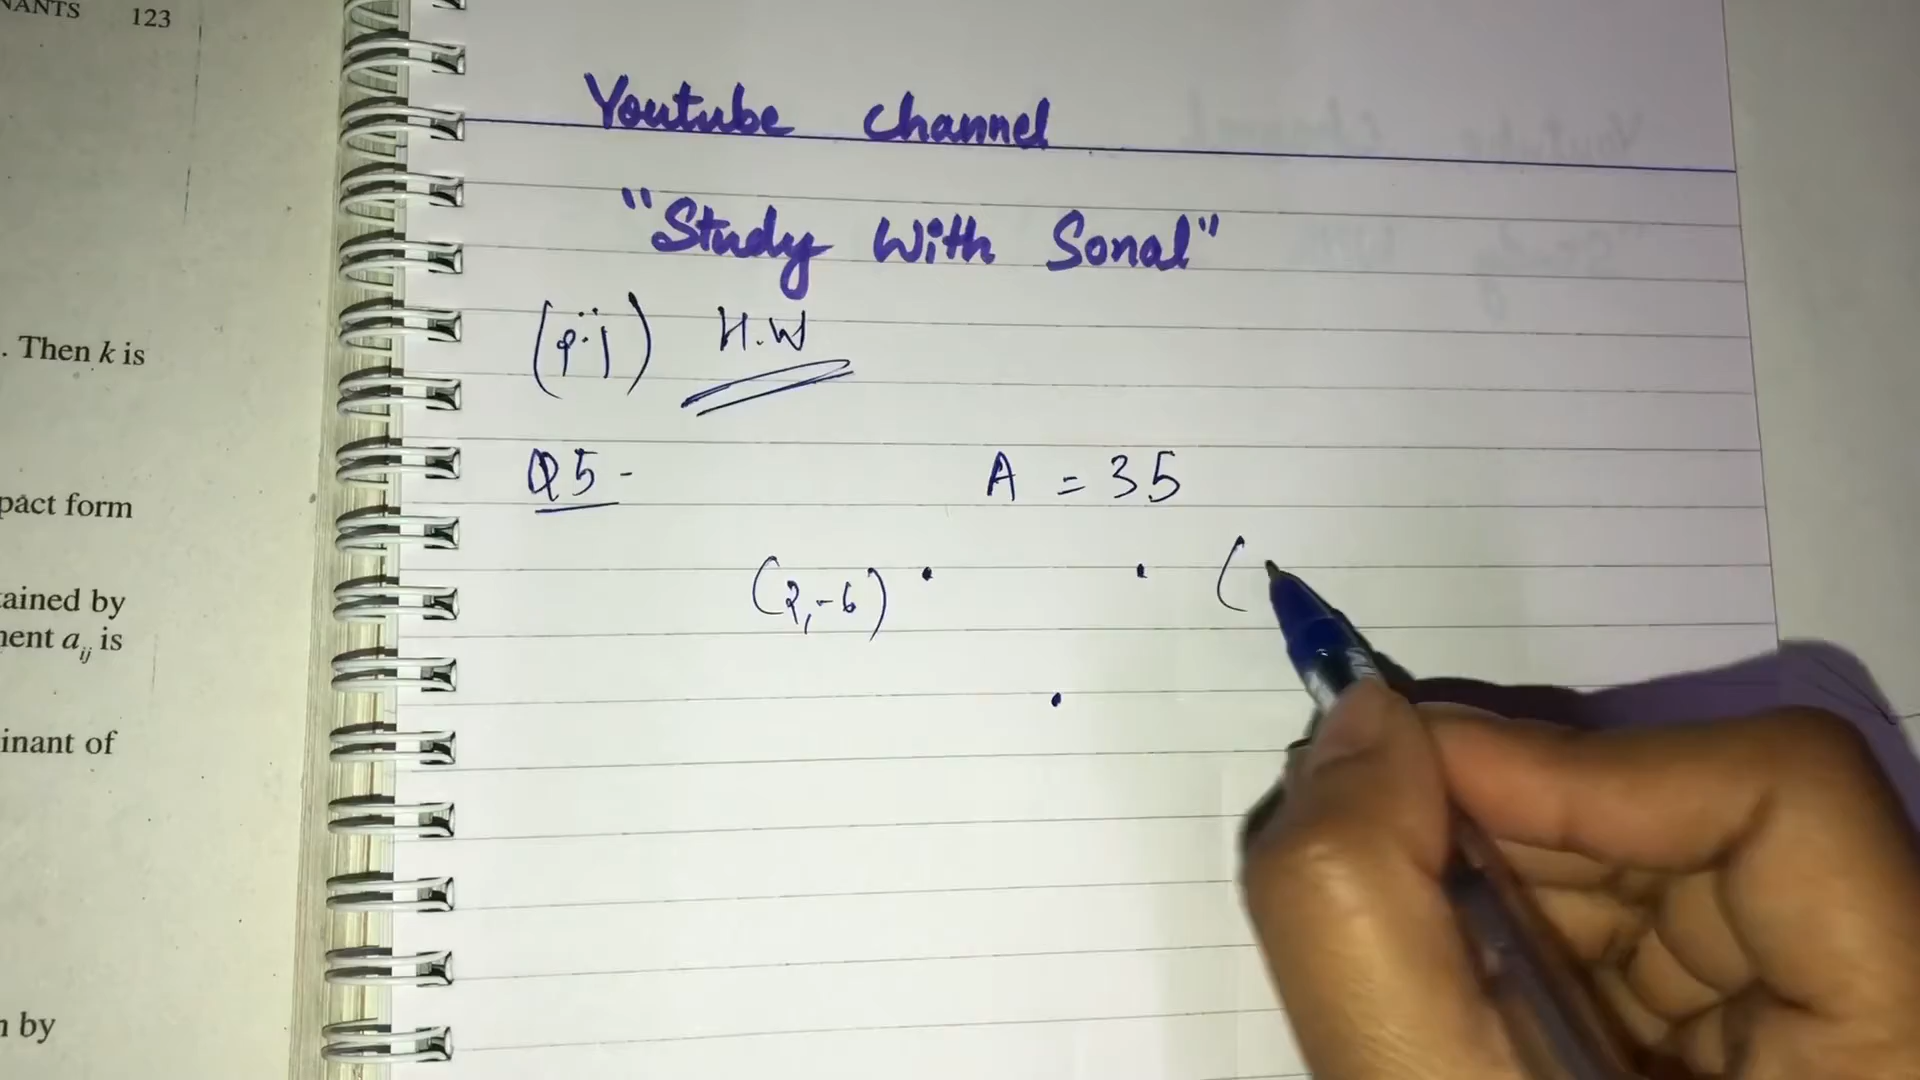 NANTS 123
. Then k is
pact form
tained by
nent aij is
inant of
n by
Youtube channel
"Study With Sonal"
(ii) H.W
Q5 - A = 35
(2,-6) (